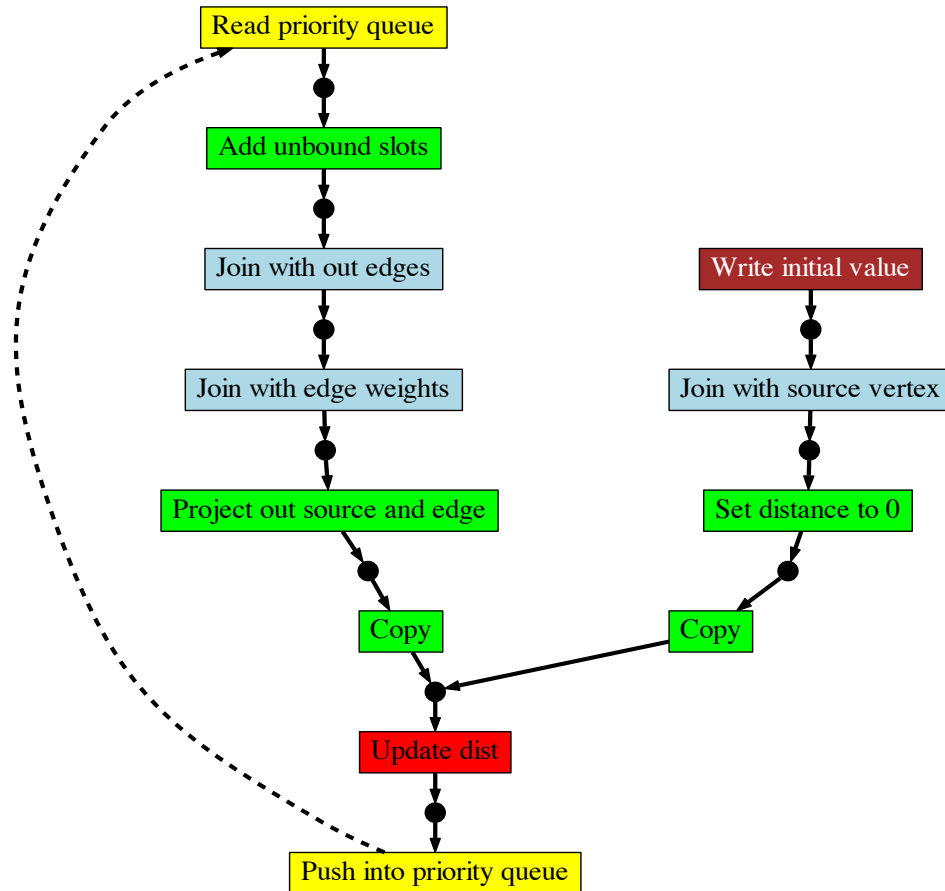 Read priority queue
Add unbound slots
Join with out edges
Write initial value
Join with edge weights
Join with source vertex
Project out source and edge
Set distance to 0
Copy
Copy
Update dist
Push into priority queue